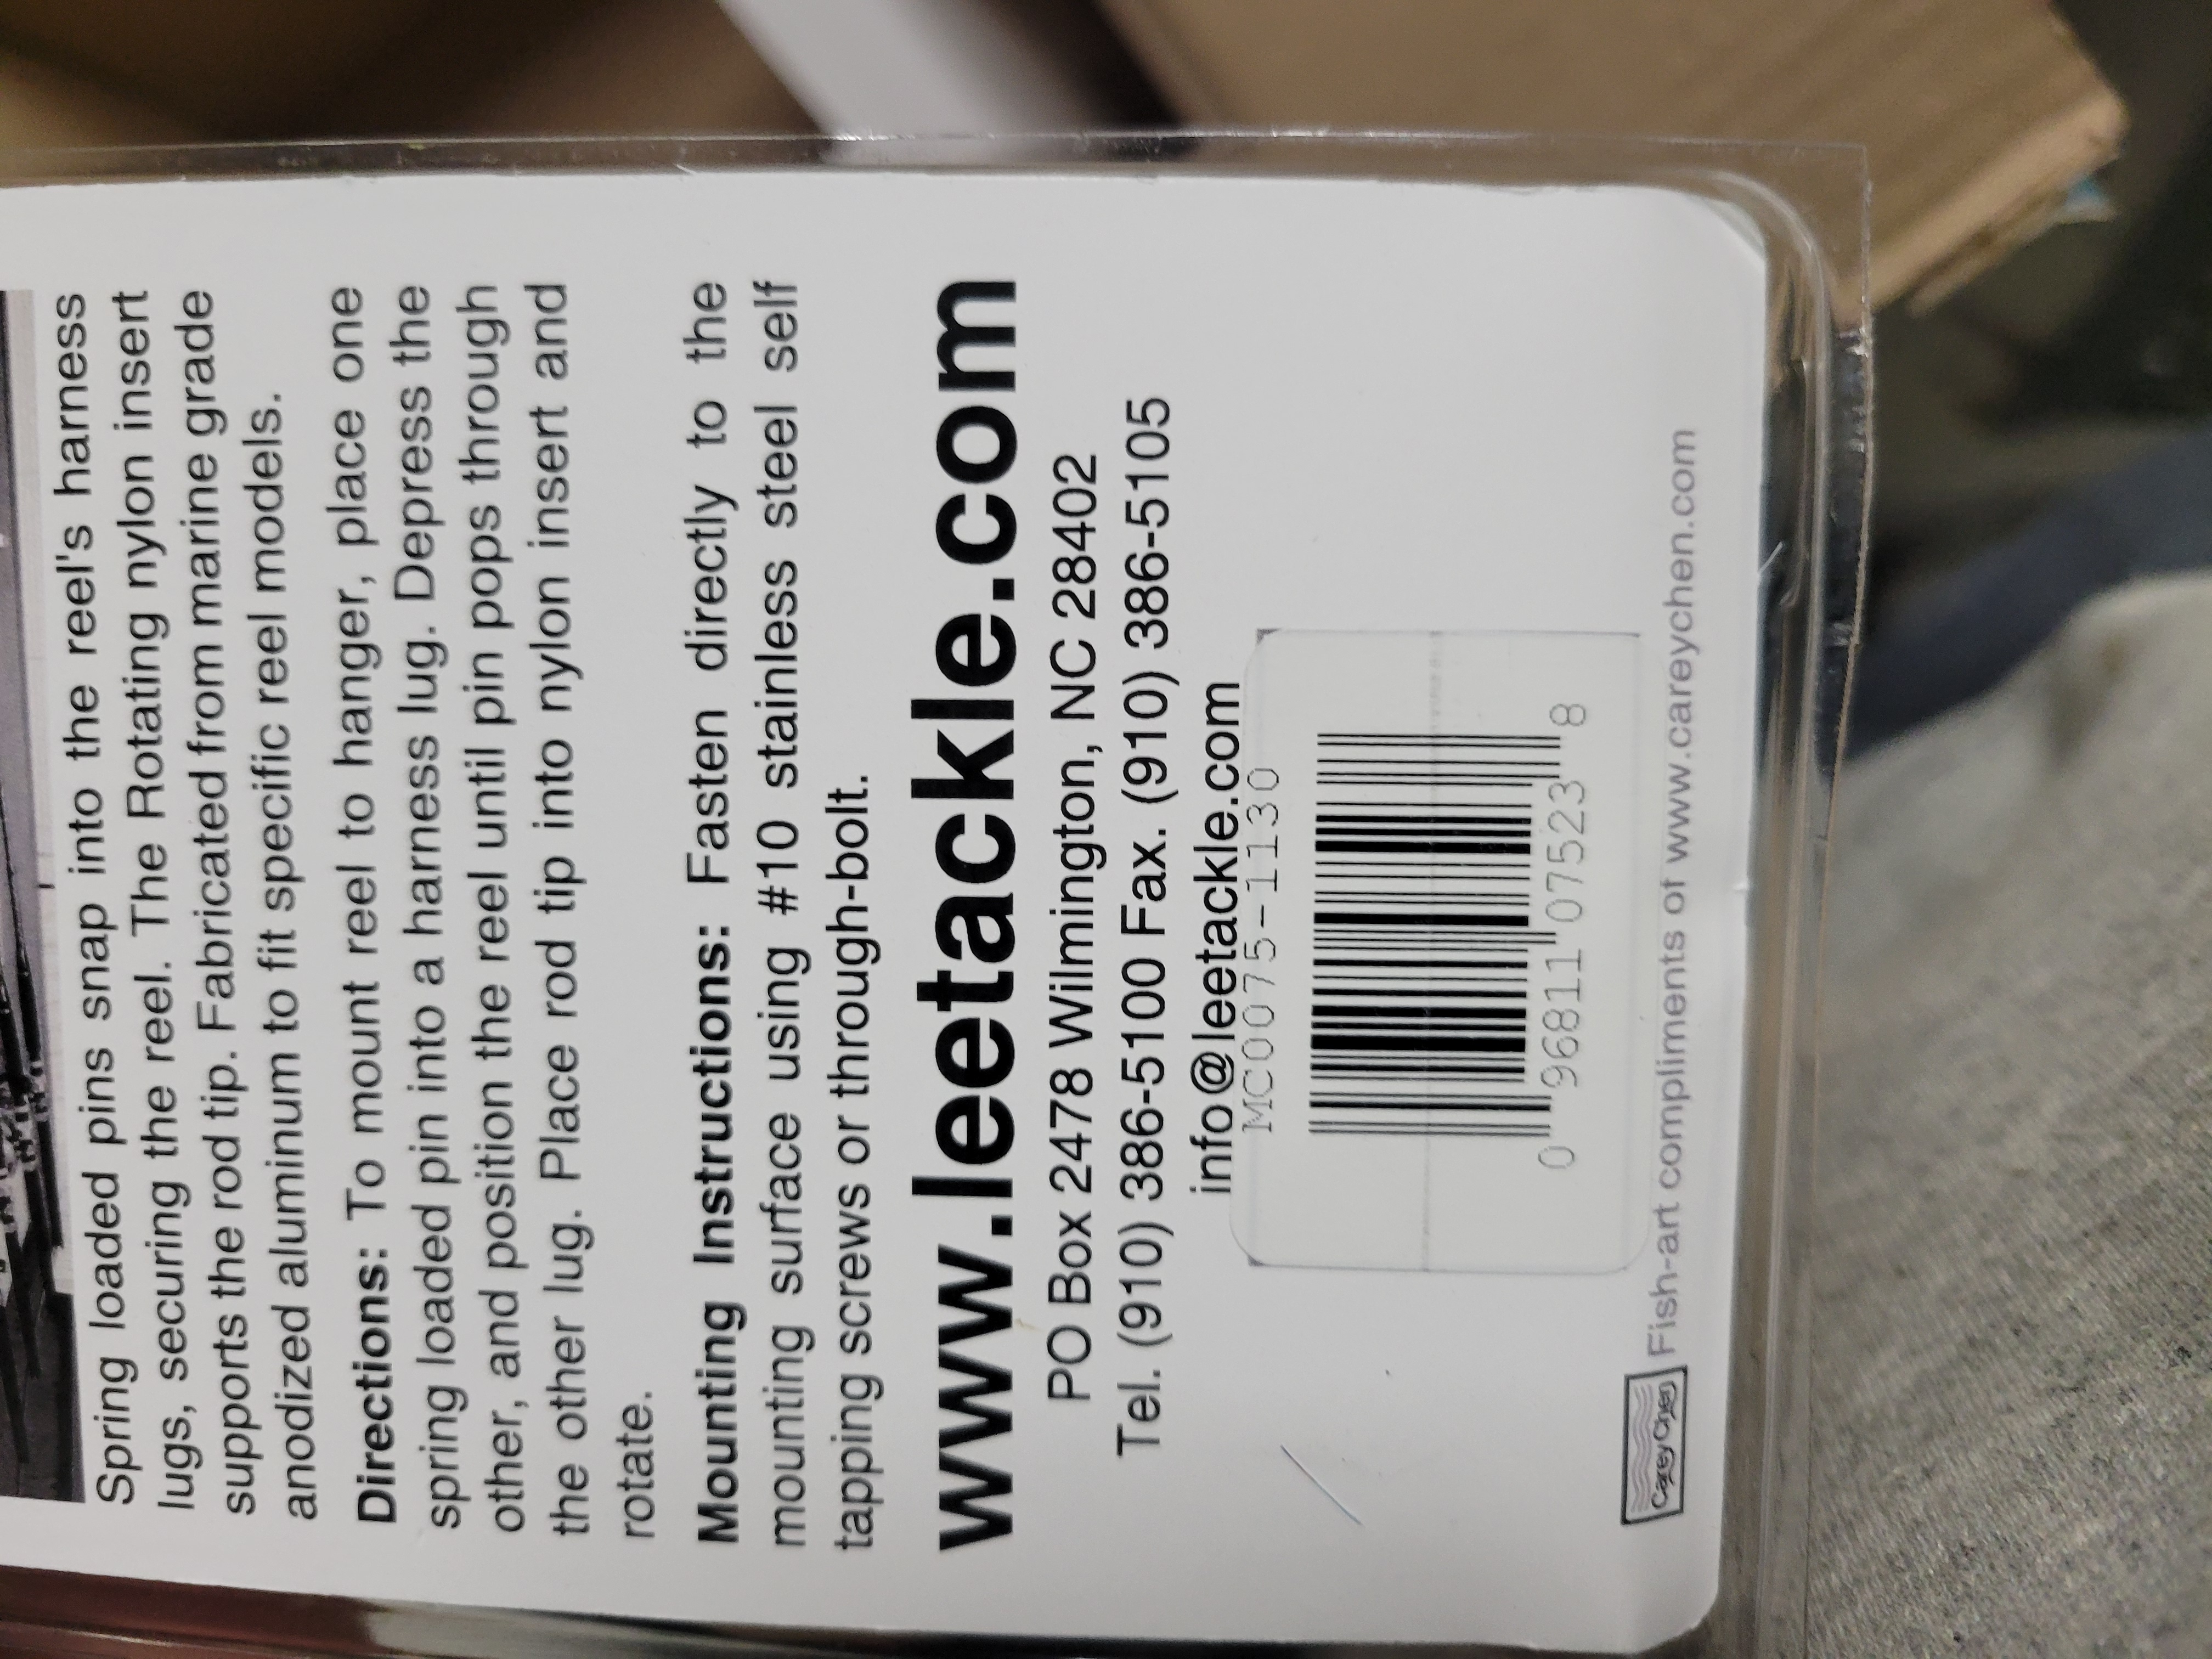 Spring loaded pins snap into the reel's harness
lugs, securing the reel. The Rotating nylon insert
supports the rod tip. Fabricated from marine grade
anodized aluminum to fit specific reel models.
Directions: To mount reel to hanger, place one
spring loaded pin into a harness lug. Depress the
other, and position the reel until pin pops through
the other lug. Place rod tip into nylon insert and
rotate.
Mounting Instructions: Fasten directly to the
mounting surface using #10 stainless steel self
tapping screws or through-bolt.
www.leetackle.com
PO Box 2478 Wilmington, NC 28402
Tel. (910) 386-5100 Fax. (910) 386-5105
info@leetackle.com
MC0075-1130
0 96811 07523 8
CareyChen Fish-art compliments of www.careychen.com